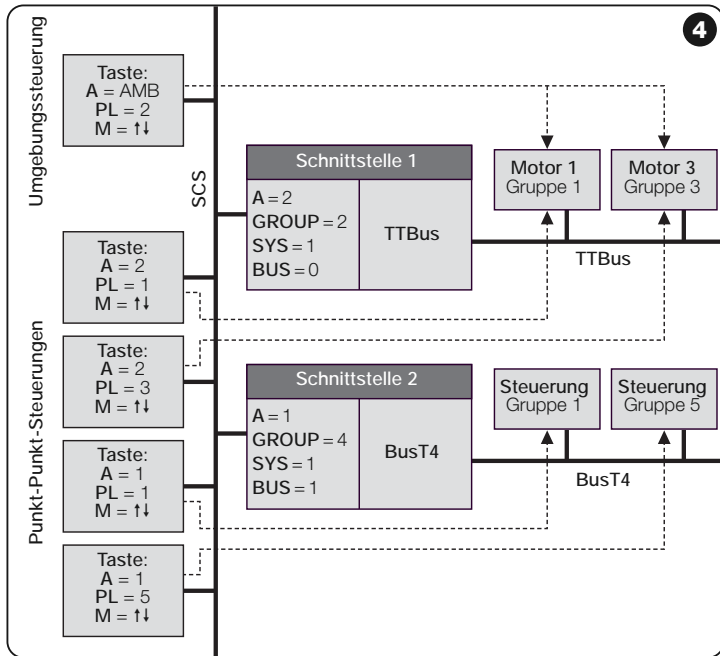 4
Umgebungssteuerung
Taste:
A = AMB
PL = 2
M = ↑↓
SCS
Schnittstelle 1
A = 2
GROUP = 2
SYS = 1
BUS = 0
TTBus
Motor 1
Gruppe 1
Motor 3
Gruppe 3
TTBus
Punkt-Punkt-Steuerungen
Taste:
A = 2
PL = 1
M = ↑↓
Taste:
A = 2
PL = 3
M = ↑↓
Schnittstelle 2
A = 1
GROUP = 4
SYS = 1
BUS = 1
BusT4
Steuerung
Gruppe 1
Steuerung
Gruppe 5
BusT4
Taste:
A = 1
PL = 1
M = ↑↓
Taste:
A = 1
PL = 5
M = ↑↓